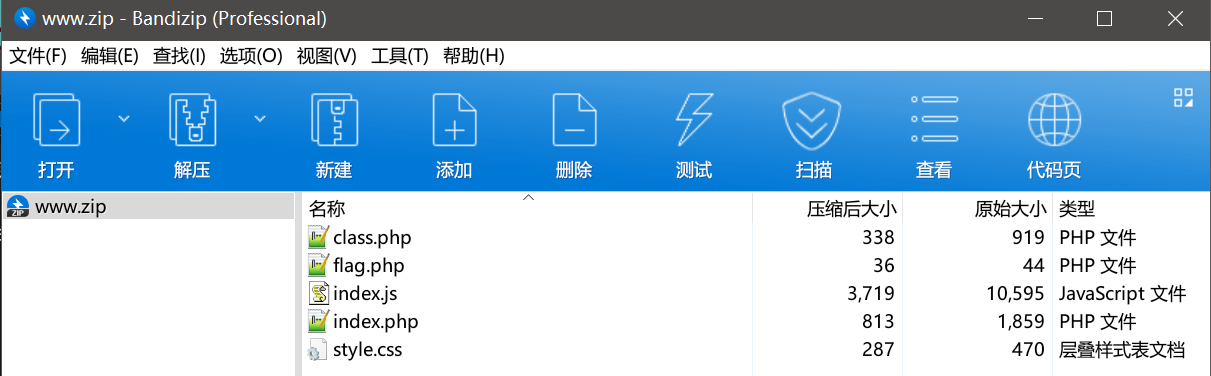 www.zip - Bandizip (Professional)
文件(F) 编辑(E) 查找(I) 选项(O) 视图(V) 工具(T) 帮助(H)
打开 解压 新建 添加 删除 测试 扫描 查看 代码页
ZIP www.zip
名称 压缩后大小 原始大小 类型
class.php 338 919 PHP 文件
flag.php 36 44 PHP 文件
index.js 3,719 10,595 JavaScript 文件
index.php 813 1,859 PHP 文件
style.css 287 470 层叠样式表文档